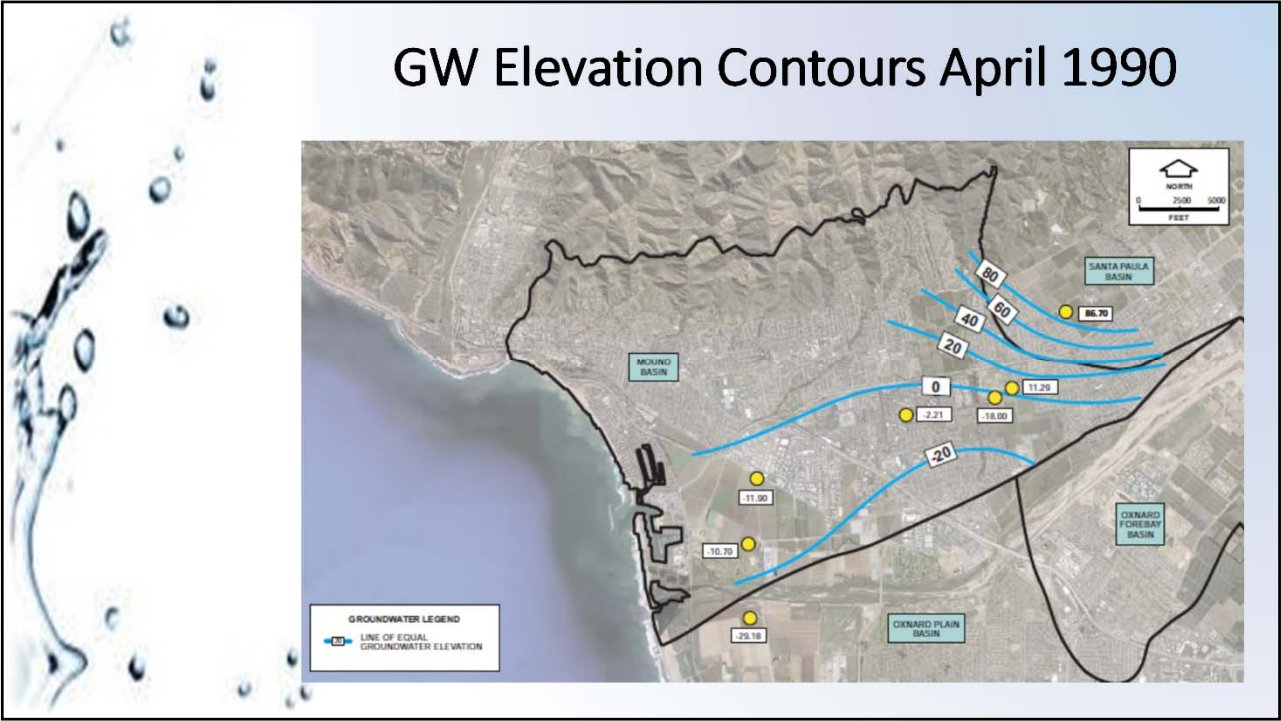 GW Elevation Contours April 1990
NORTH
0 2500 5000
FEET
SANTA PAULA
BASIN
80
60
86.70
40
20
MOUND
BASIN
0
11.29
-2.21
-18.00
-20
-11.90
OXNARD
FOREBAY
BASIN
-10.70
GROUNDWATER LEGEND
LINE OF EQUAL
GROUNDWATER ELEVATION
-29.18
OXNARD PLAIN
BASIN